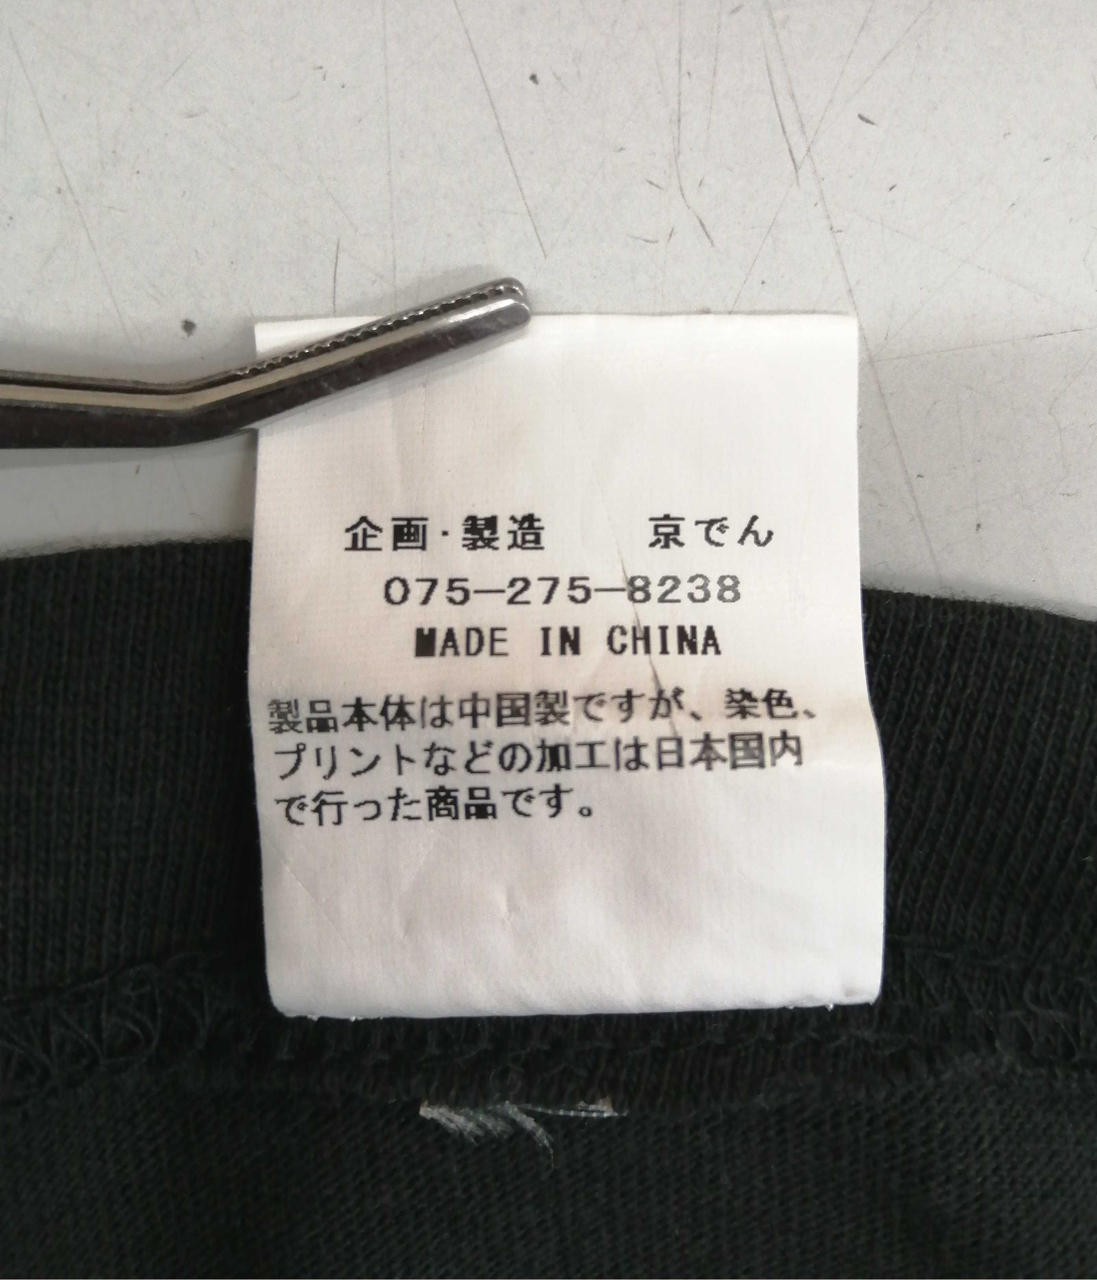 企画・製造　京でん
075-275-8238
MADE IN CHINA
製品本体は中国製ですが、染色、
プリントなどの加工は日本国内
で行った商品です。